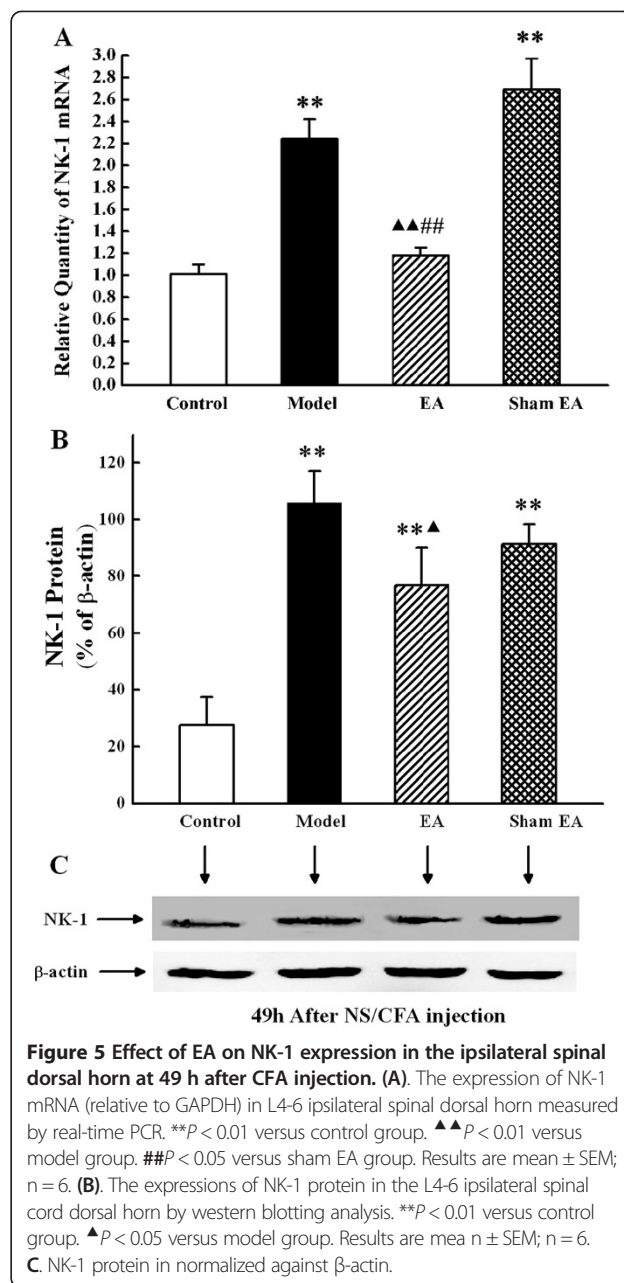 A
Relative Quantity of NK-1 mRNA
3.0
2.8
2.6
2.4
2.2
2.0
1.8
1.6
1.4
1.2
1.0
0.8
0.6
0.4
0.2
0.0
**
▲▲##
**
Control Model EA Sham EA
B
NK-1 Protein
(% of β-actin)
120
100
80
60
40
20
0
**
**▲
**
Control Model EA Sham EA
C
NK-1
β-actin
49h After NS/CFA injection
Figure 5 Effect of EA on NK-1 expression in the ipsilateral spinal
dorsal horn at 49 h after CFA injection. (A). The expression of NK-1
mRNA (relative to GAPDH) in L4-6 ipsilateral spinal dorsal horn measured
by real-time PCR. **P < 0.01 versus control group. ▲▲P < 0.01 versus
model group. ##P < 0.05 versus sham EA group. Results are mean ± SEM;
n = 6. (B). The expressions of NK-1 protein in the L4-6 ipsilateral spinal
cord dorsal horn by western blotting analysis. **P < 0.01 versus control
group. ▲P < 0.05 versus model group. Results are mea n ± SEM; n = 6.
C. NK-1 protein in normalized against β-actin.